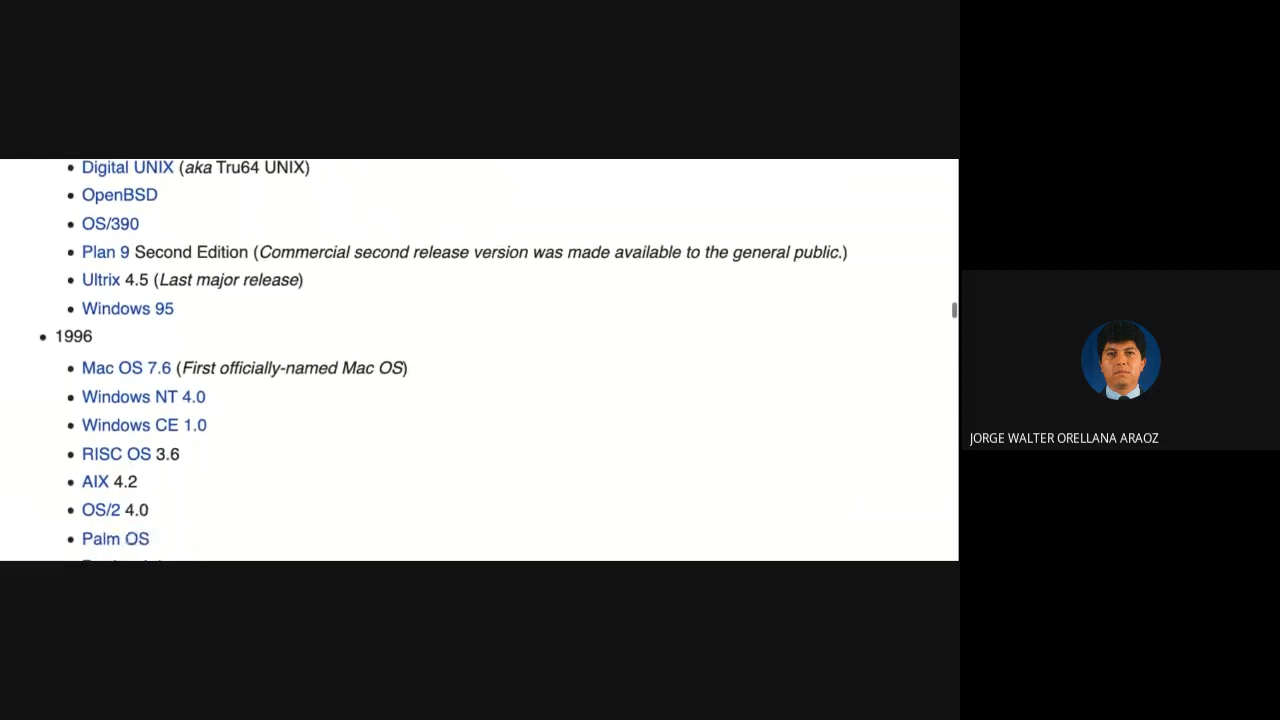 Digital UNIX (aka Tru64 UNIX)
OpenBSD
OS/390
Plan 9 Second Edition (Commercial second release version was made available to the general public.)
Ultrix 4.5 (Last major release)
Windows 95
1996
Mac OS 7.6 (First officially-named Mac OS)
Windows NT 4.0
Windows CE 1.0
RISC OS 3.6
AIX 4.2
OS/2 4.0
Palm OS
JORGE WALTER ORELLANA ARAOZ